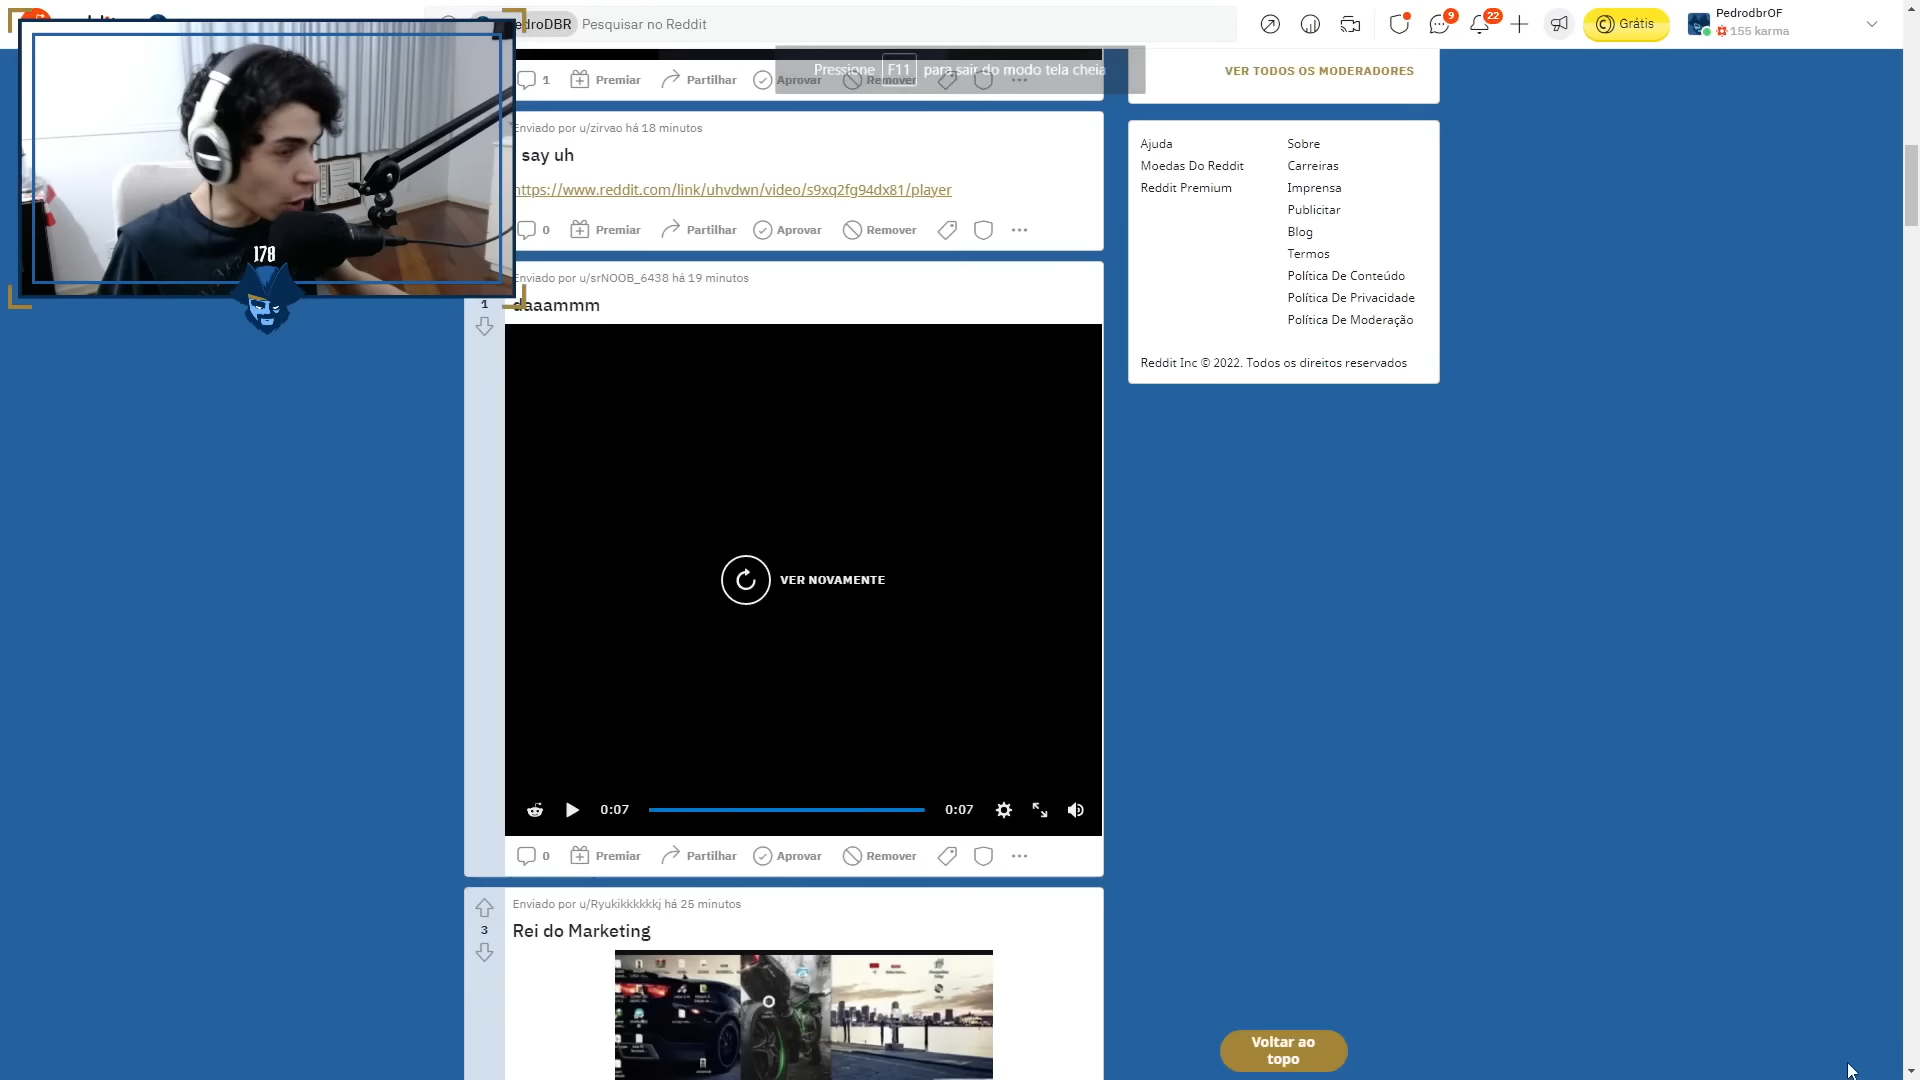 edroDBR Pesquisar no Reddit
9
22
Grátis
PedrodbrOF
155 karma
Pressione F11 para sair do modo tela cheia
1 Premiar Partilhar Aprovar Remover
VER TODOS OS MODERADORES
Enviado por u/zirvao há 18 minutos
say uh
https://www.reddit.com/link/uhvdwn/video/s9xq2fg94dx81/player
0 Premiar Partilhar Aprovar Remover
178
Ajuda
Moedas Do Reddit
Reddit Premium
Sobre
Carreiras
Imprensa
Publicitar
Blog
Termos
Política De Conteúdo
Política De Privacidade
Política De Moderação
Reddit Inc © 2022. Todos os direitos reservados
Enviado por u/srNOOB_6438 há 19 minutos
1
daaammm
VER NOVAMENTE
0:07
0:07
0 Premiar Partilhar Aprovar Remover
Enviado por u/Ryukikkkkkkj há 25 minutos
3
Rei do Marketing
Voltar ao
topo